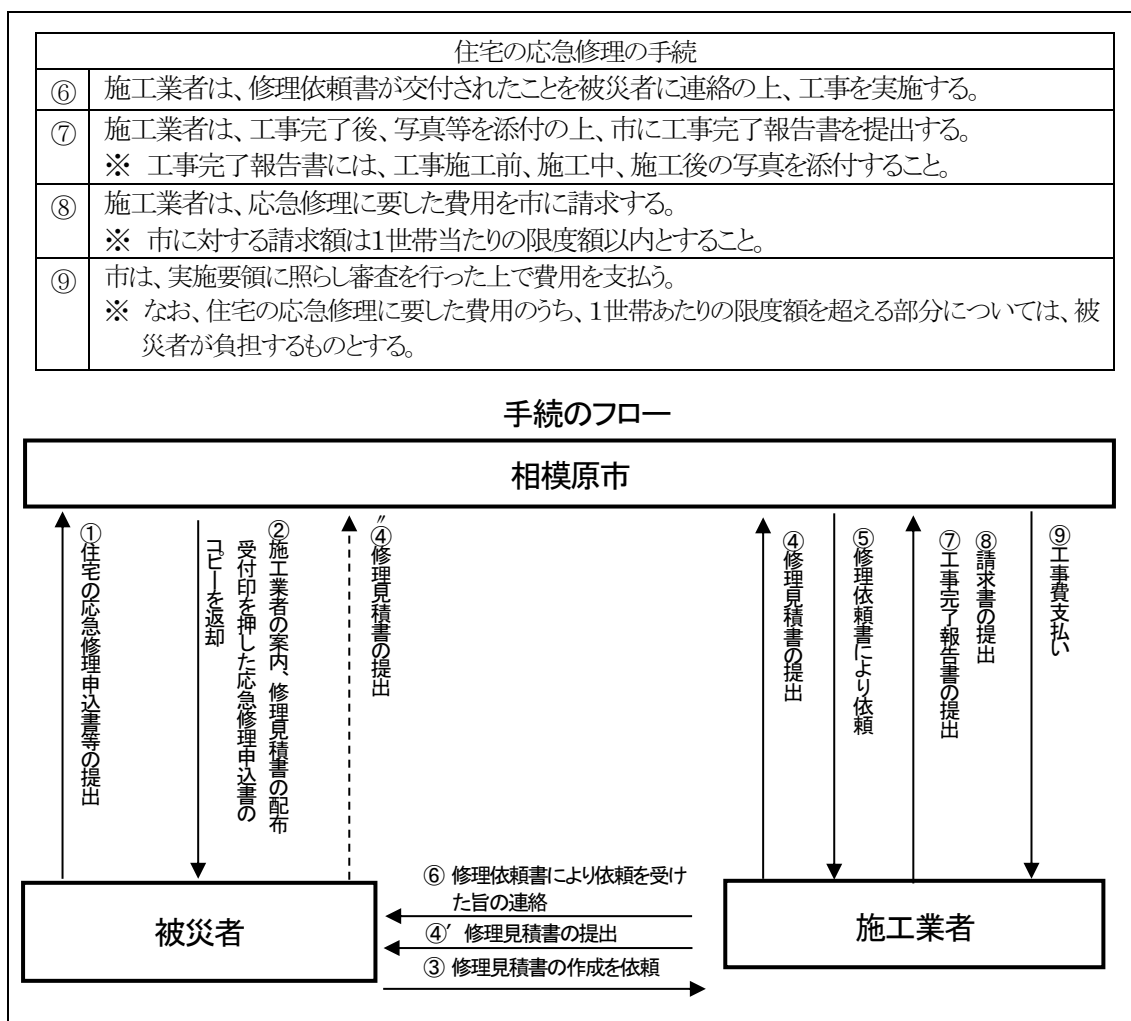 住宅の応急修理の手続
⑥ 施工業者は、修理依頼書が交付されたことを被災者に連絡の上、工事を実施する。
⑦ 施工業者は、工事完了後、写真等を添付の上、市に工事完了報告書を提出する。
※ 工事完了報告書には、工事施工前、施工中、施工後の写真を添付すること。
⑧ 施工業者は、応急修理に要した費用を市に請求する。
※ 市に対する請求額は1世帯当たりの限度額以内とすること。
⑨ 市は、実施要領に照らし審査を行った上で費用を支払う。
※ なお、住宅の応急修理に要した費用のうち、1世帯あたりの限度額を超える部分については、被
災者が負担するものとする。
手続のフロー
相模原市
①住宅の応急修理申込書等の提出
②施工業者の案内、修理見積書の配布
受付印を押した応急修理申込書の
コピーを返却
④″修理見積書の提出
④修理見積書の提出
⑤修理依頼書により依頼
⑦工事完了報告書の提出
⑧請求書の提出
⑨工事費支払い
⑥ 修理依頼書により依頼を受け
た旨の連絡
④′ 修理見積書の提出
③ 修理見積書の作成を依頼
被災者
施工業者